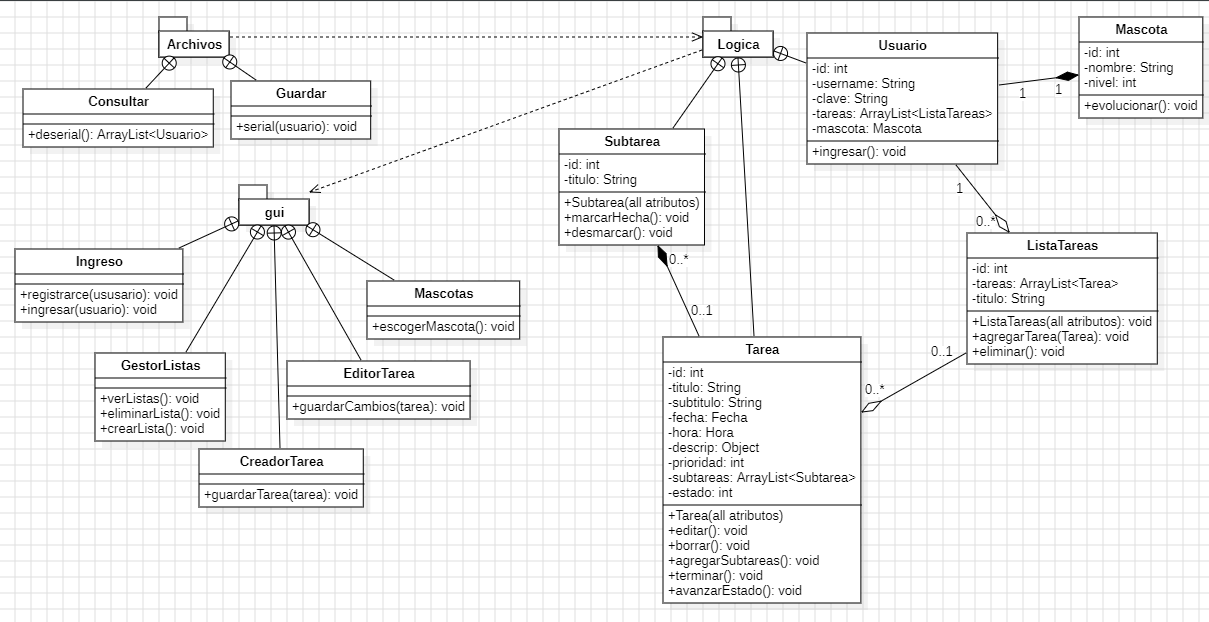 Archivos
Consultar
+deserial(): ArrayList<Usuario>
Guardar
+serial(usuario): void
Logica
Usuario
-id: int
-username: String
-clave: String
-tareas: ArrayList<ListaTareas>
-mascota: Mascota
+ingresar(): void
Mascota
-id: int
-nombre: String
-nivel: int
+evolucionar(): void
1
1
Subtarea
-id: int
-titulo: String
+Subtarea(all atributos)
+marcarHecha(): void
+desmarcar(): void
1
0..*
ListaTareas
-id: int
-tareas: ArrayList<Tarea>
-titulo: String
+ListaTareas(all atributos): void
+agregarTarea(Tarea): void
+eliminar(): void
0..*
0..1
0..1
0..*
Tarea
-id: int
-titulo: String
-subtitulo: String
-fecha: Fecha
-hora: Hora
-descrip: Object
-prioridad: int
-subtareas: ArrayList<Subtarea>
-estado: int
+Tarea(all atributos)
+editar(): void
+borrar(): void
+agregarSubtareas(): void
+terminar(): void
+avanzarEstado(): void
gui
Ingreso
+registrarce(ususario): void
+ingresar(usuario): void
Mascotas
+escogerMascota(): void
GestorListas
+verListas(): void
+eliminarLista(): void
+crearLista(): void
EditorTarea
+guardarCambios(tarea): void
CreadorTarea
+guardarTarea(tarea): void